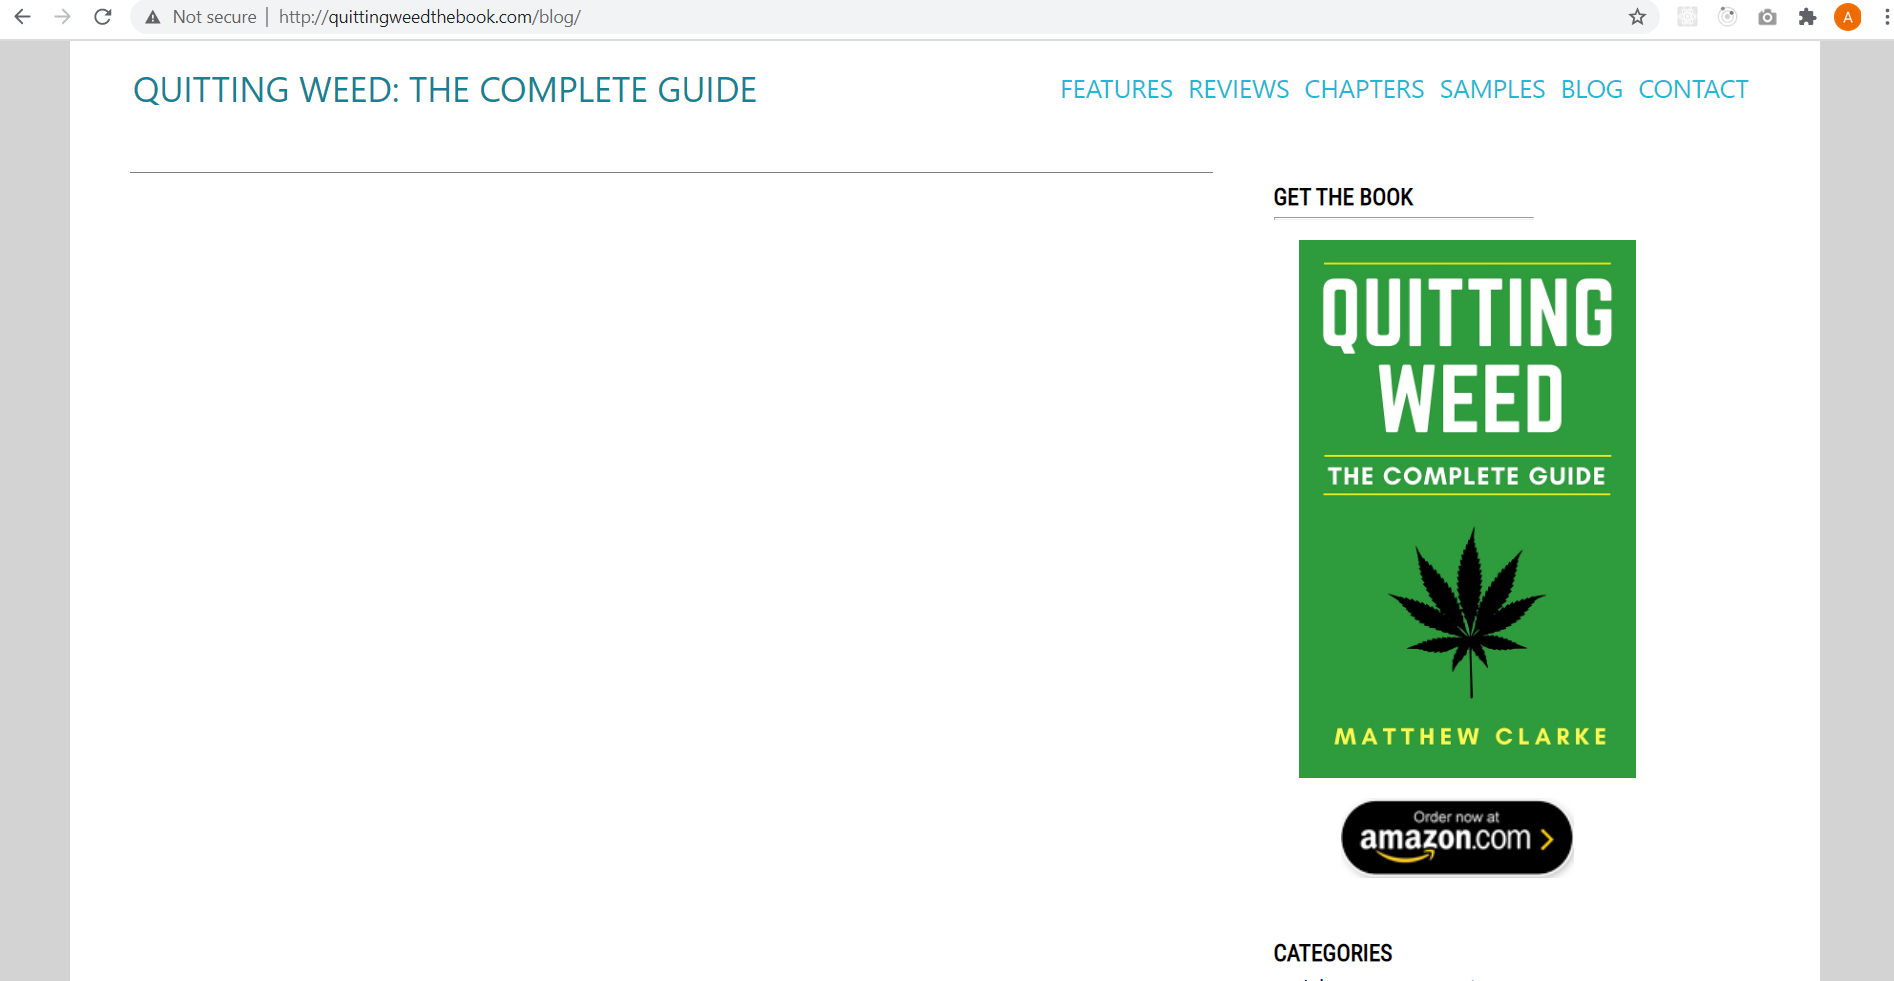 Not secure | http://quittingweedthebook.com/blog/
A
QUITTING WEED: THE COMPLETE GUIDE
FEATURES REVIEWS CHAPTERS SAMPLES BLOG CONTACT
GET THE BOOK
QUITTING
WEED
THE COMPLETE GUIDE
MATTHEW CLARKE
Order now at
amazon.com
CATEGORIES